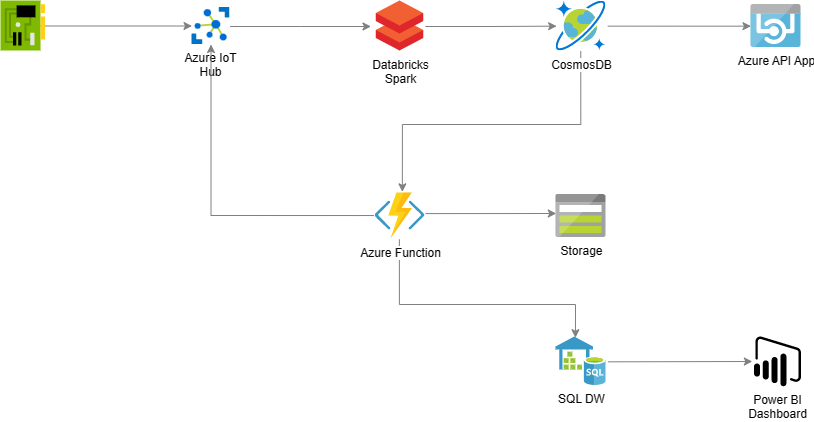 Azure IoT
Hub
Databricks
Spark
CosmosDB
Azure API App
Azure Function
Storage
SQL
SQL DW
Power BI
Dashboard